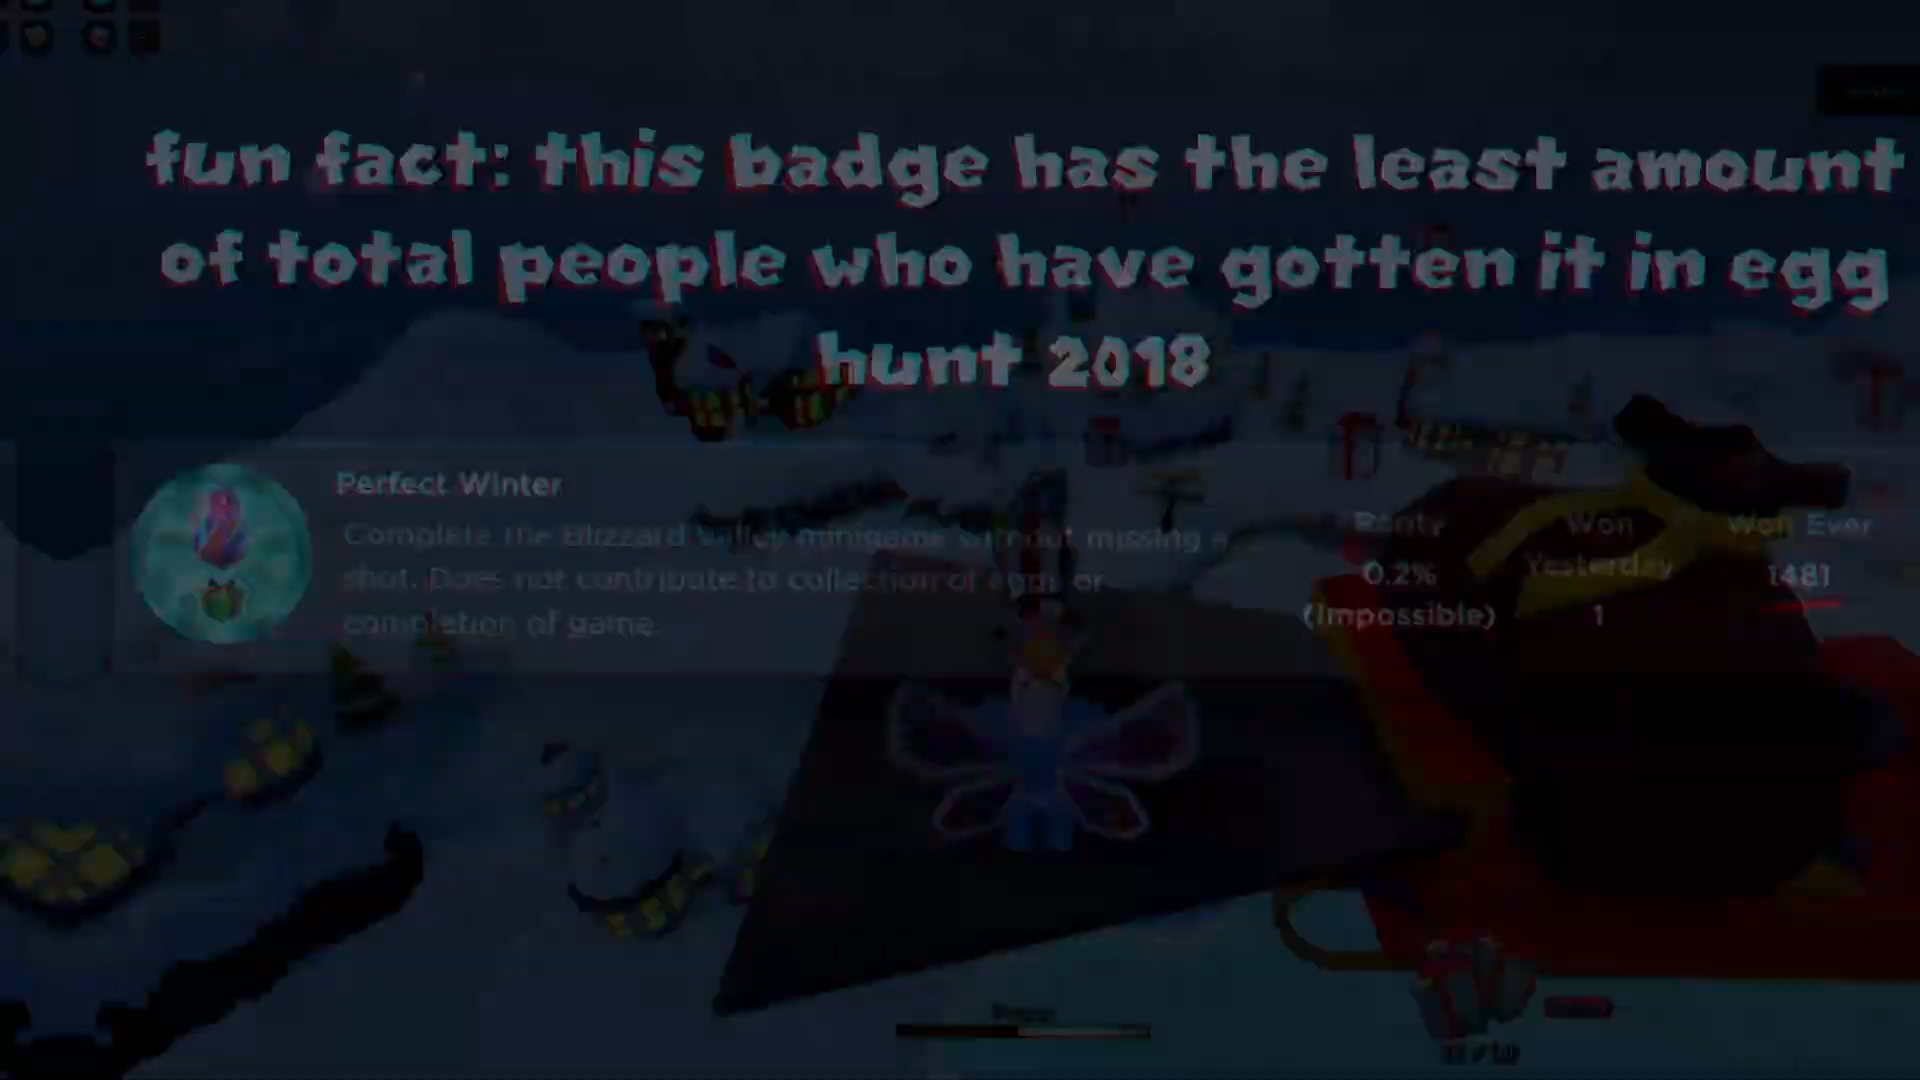 fun fact: this badge has the least amount
of total people who have gotten it in egg
hunt 2018
Perfect Winter
Complete the Blizzard Valley minigame without missing a
shot. Does not contribute to collection of eggs or
completion of game.
Rarity
0.2%
(Impossible)
Won
Yesterday
1
Won Ever
1481